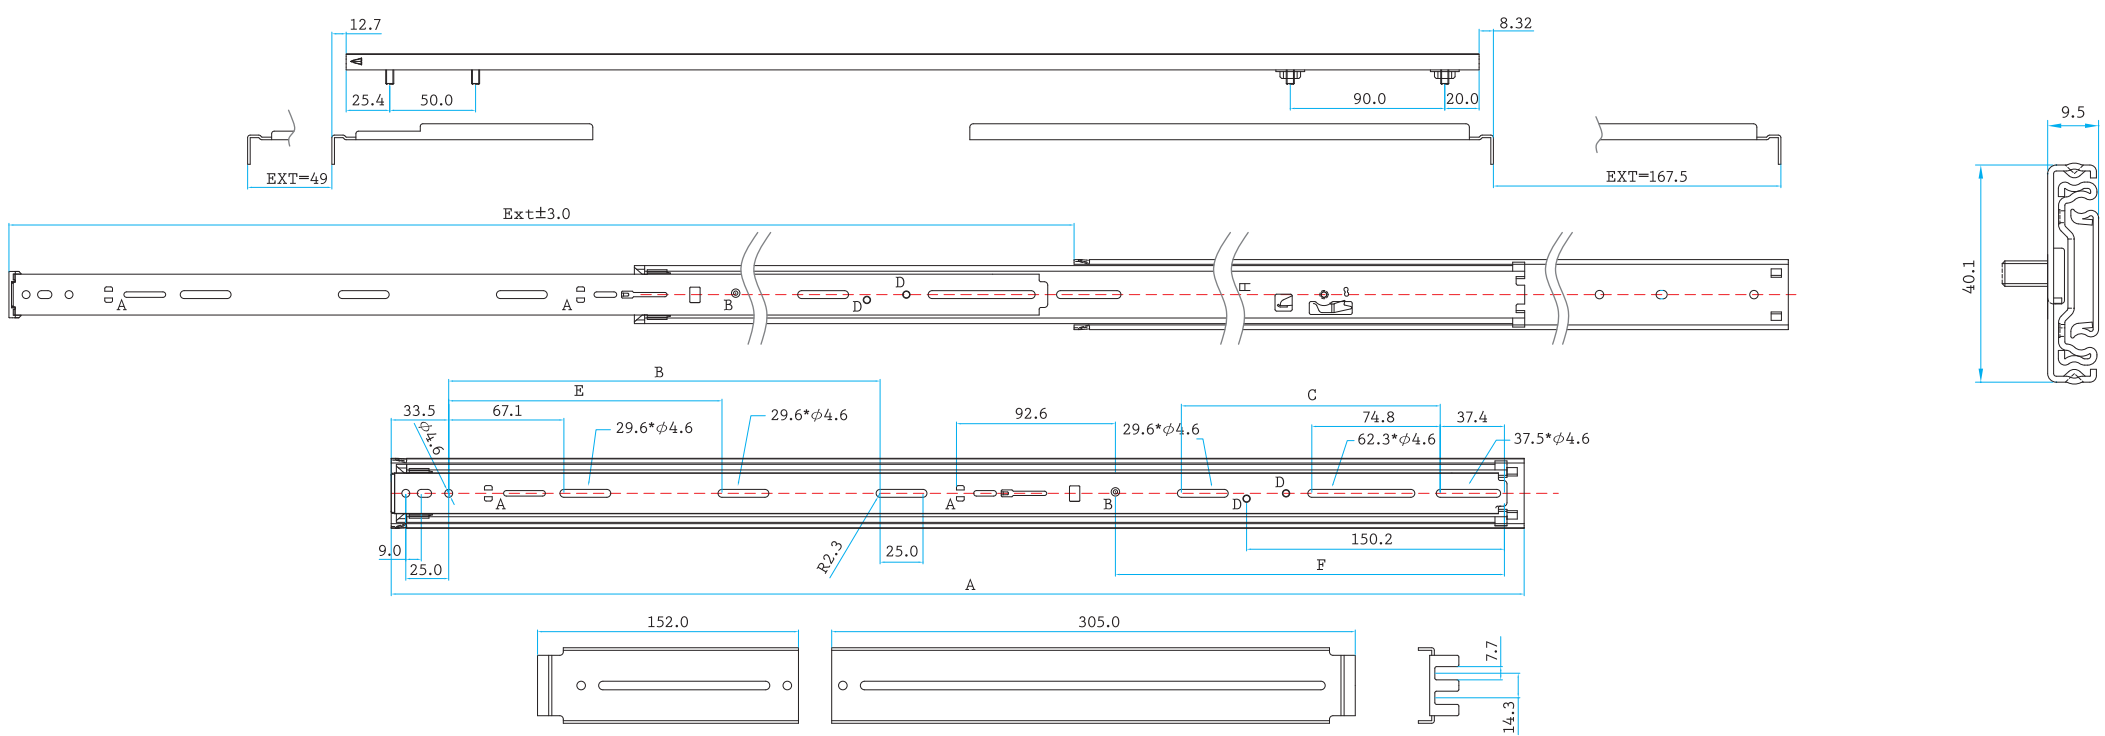 12.7
8.32
25.4
50.0
90.0
20.0
9.5
EXT=49
EXT=167.5
40.1
Ext±3.0
A
A
B
D
D
H
B
E
C
33.5
67.1
92.6
74.8
37.4
29.6*φ4.6
29.6*φ4.6
29.6*φ4.6
62.3*φ4.6
37.5*φ4.6
φ4.6
A
A
B
D
D
9.0
25.0
R2.3
25.0
150.2
F
A
152.0
305.0
7.7
14.3